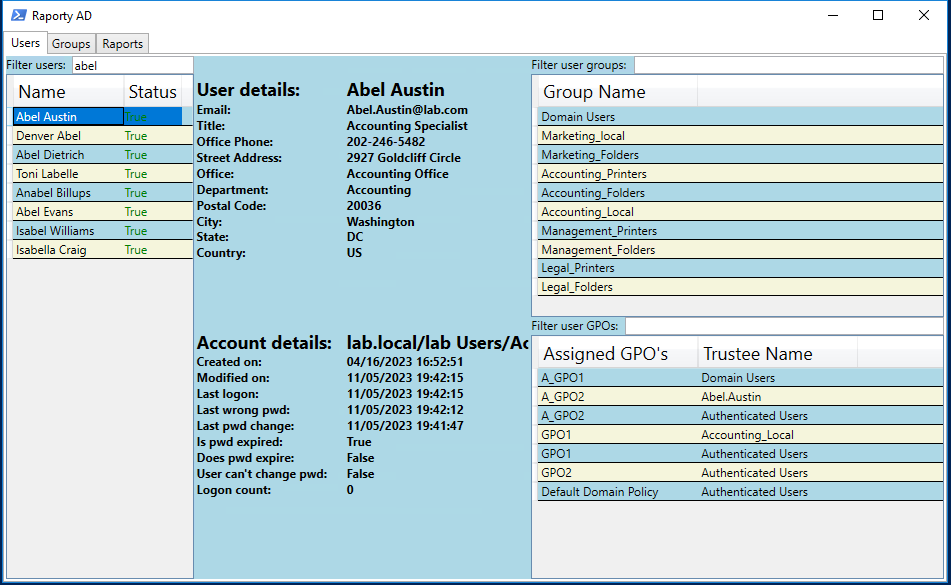 Raporty AD
Users Groups Raports
Filter users: abel
Name Status
Abel Austin True
Denver Abel True
Abel Dietrich True
Toni Labelle True
Anabel Billups True
Abel Evans True
Isabel Williams True
Isabella Craig True
User details: Abel Austin
Email: Abel.Austin@lab.com
Title: Accounting Specialist
Office Phone: 202-246-5482
Street Address: 2927 Goldcliff Circle
Office: Accounting Office
Department: Accounting
Postal Code: 20036
City: Washington
State: DC
Country: US
Account details: lab.local/lab Users/Ac
Created on: 04/16/2023 16:52:51
Modified on: 11/05/2023 19:42:15
Last logon: 11/05/2023 19:42:15
Last wrong pwd: 11/05/2023 19:42:12
Last pwd change: 11/05/2023 19:41:47
Is pwd expired: True
Does pwd expire: False
User can't change pwd: False
Logon count: 0
Filter user groups:
Group Name
Domain Users
Marketing_local
Marketing_Folders
Accounting_Printers
Accounting_Folders
Accounting_Local
Management_Printers
Management_Folders
Legal_Printers
Legal_Folders
Filter user GPOs:
Assigned GPO's Trustee Name
A_GPO1 Domain Users
A_GPO2 Abel.Austin
A_GPO2 Authenticated Users
GPO1 Accounting_Local
GPO1 Authenticated Users
GPO2 Authenticated Users
Default Domain Policy Authenticated Users